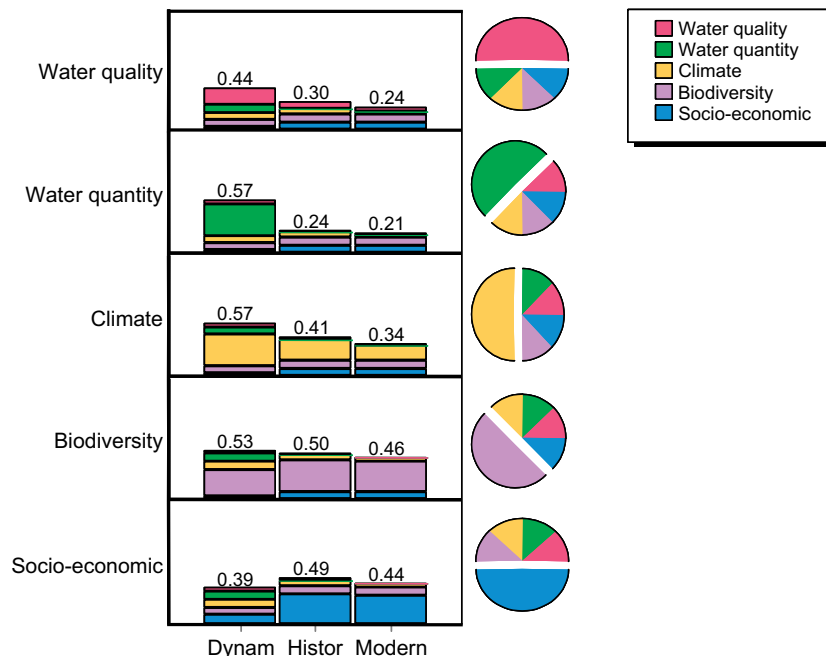 Water quality
Water quantity
Climate
Biodiversity
Socio-economic
Water quality
0.44
0.30
0.24
Water quantity
0.57
0.24
0.21
Climate
0.57
0.41
0.34
Biodiversity
0.53
0.50
0.46
Socio-economic
0.39
0.49
0.44
Dynam Histor Modern